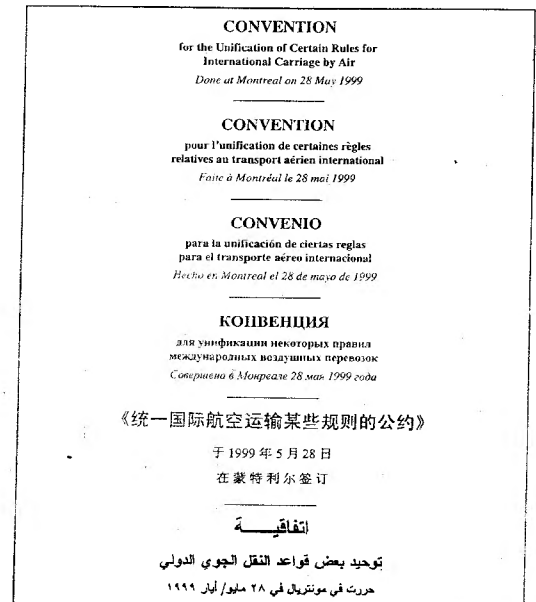 CONVENTION
for the Unification of Certain Rules for
International Carriage by Air
Done at Montreal on 28 May 1999
CONVENTION
pour l'unification de certaines règles
relatives au transport aérien international
Faite à Montréal le 28 mai 1999
CONVENIO
para la unificación de ciertas reglas
para el transporte aéreo internacional
Hecho en Montreal el 28 de mayo de 1999
КОНВЕНЦИЯ
для унификации некоторых правил
международных воздушных перевозок
Совершено в Монреале 28 мая 1999 года
《统一国际航空运输某些规则的公约》
于 1999 年 5 月 28 日
在蒙特利尔签订
اتفاقيـــــة
توحيد بعض قواعد النقل الجوي الدولي
حررت في مونتريال في ٢٨ مايو/ أيار ١٩٩٩